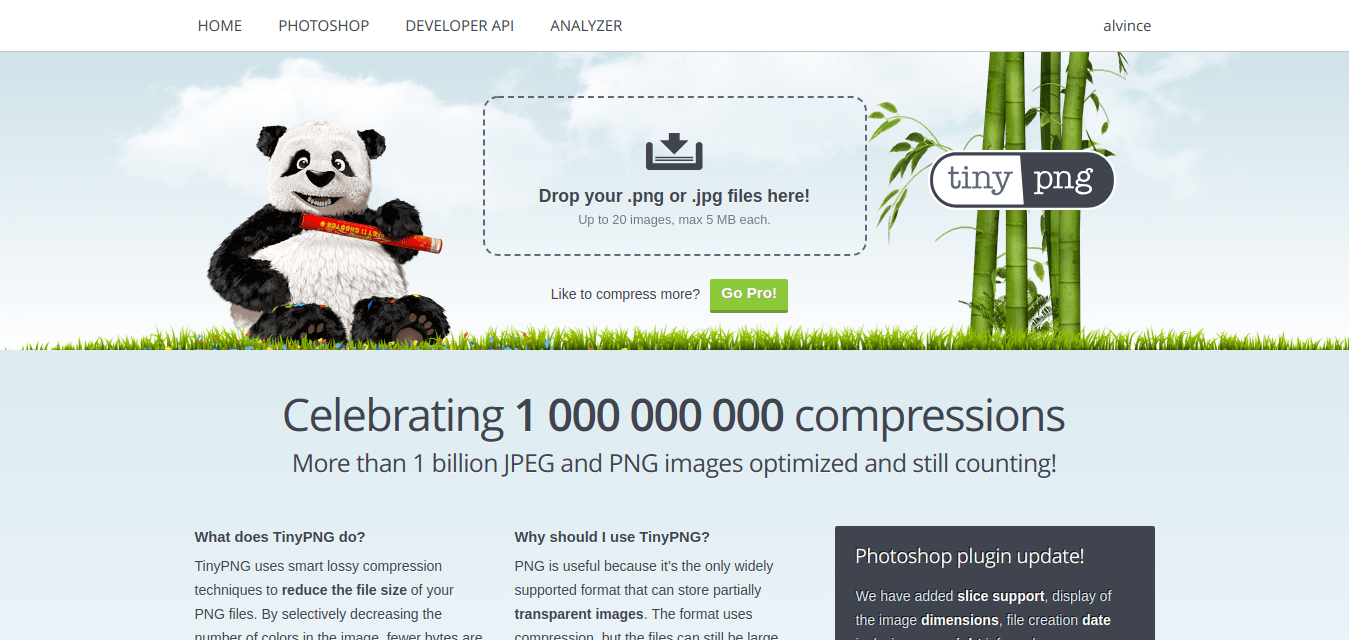 HOME PHOTOSHOP DEVELOPER API ANALYZER alvince
Drop your .png or .jpg files here!
Up to 20 images, max 5 MB each.
tiny png
Like to compress more? Go Pro!
Celebrating 1 000 000 000 compressions
More than 1 billion JPEG and PNG images optimized and still counting!
What does TinyPNG do?
TinyPNG uses smart lossy compression
techniques to reduce the file size of your
PNG files. By selectively decreasing the
number of colors in the image, fewer bytes are
Why should I use TinyPNG?
PNG is useful because it’s the only widely
supported format that can store partially
transparent images. The format uses
compression, but the files can still be large.
Photoshop plugin update!
We have added slice support, display of
the image dimensions, file creation date